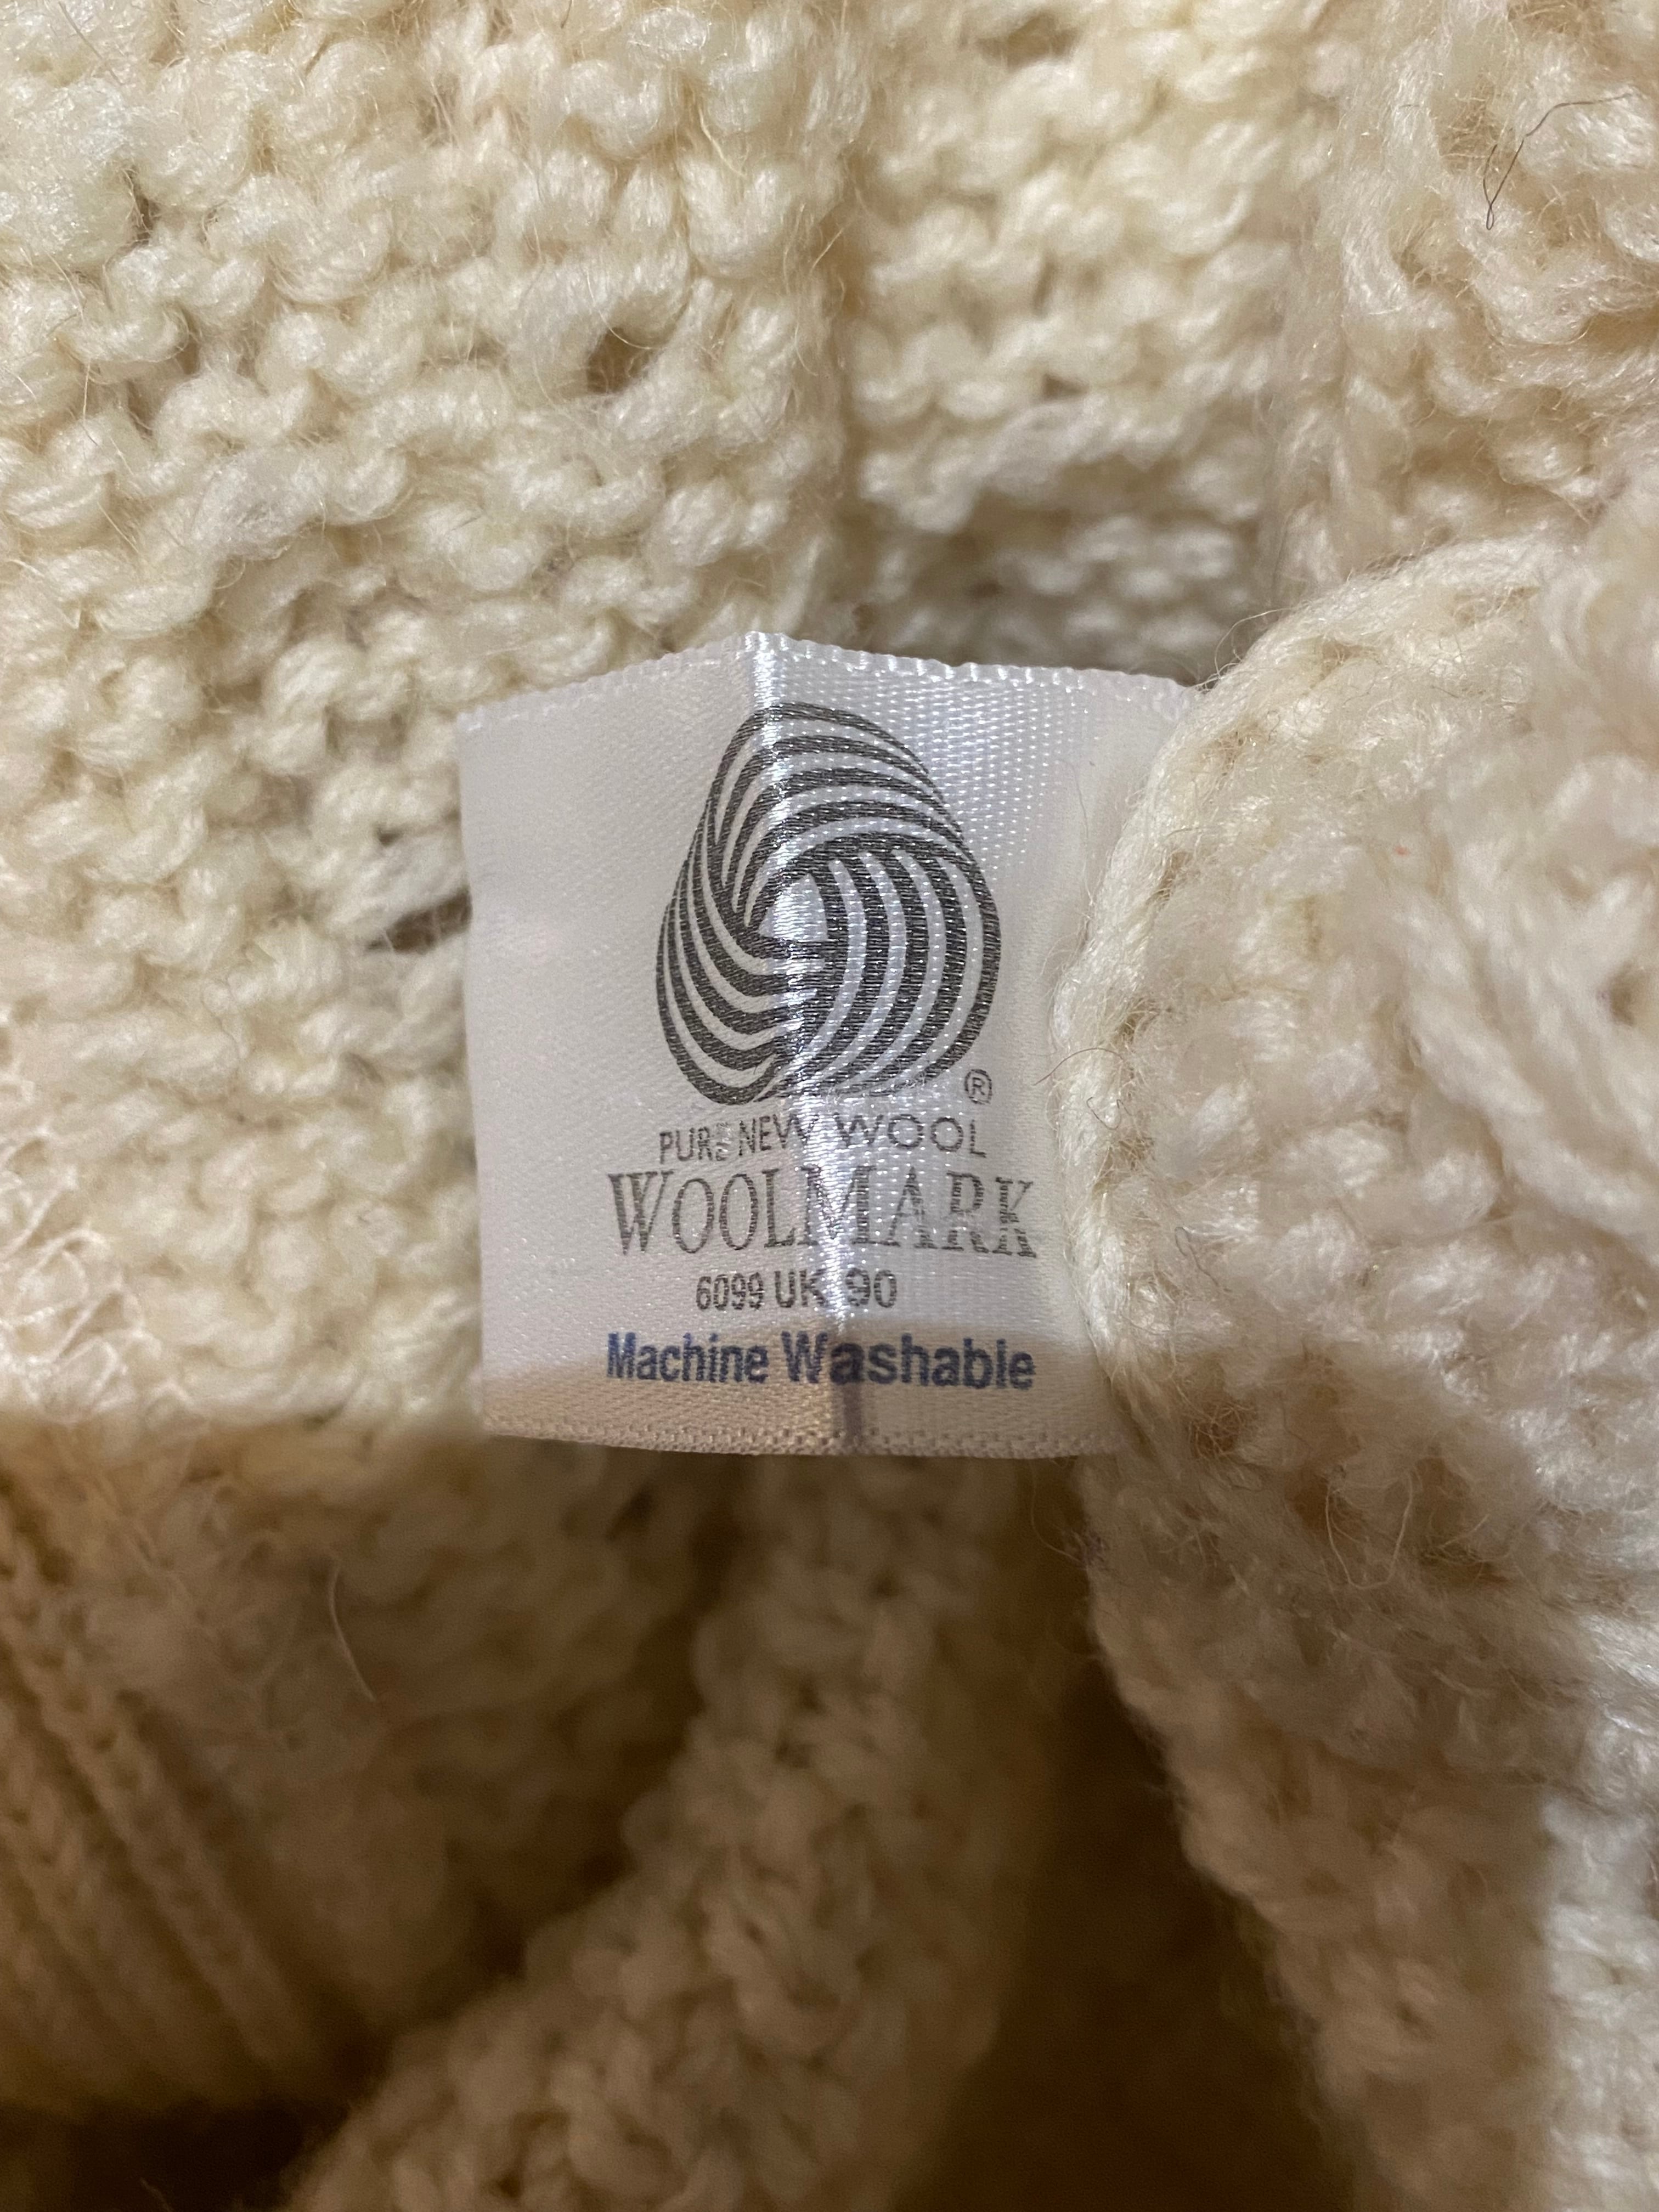 ®
PURE NEW WOOL
WOOLMARK
6099 UK 90
Machine Washable